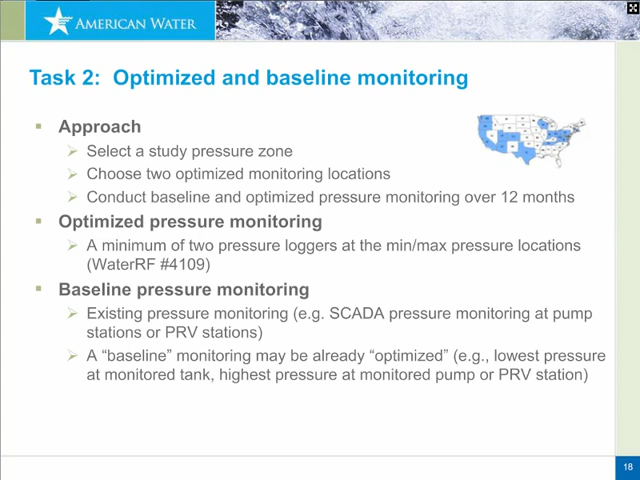 AMERICAN WATER
Task 2: Optimized and baseline monitoring
▪ Approach
➢ Select a study pressure zone
➢ Choose two optimized monitoring locations
➢ Conduct baseline and optimized pressure monitoring over 12 months
▪ Optimized pressure monitoring
➢ A minimum of two pressure loggers at the min/max pressure locations
(WaterRF #4109)
▪ Baseline pressure monitoring
➢ Existing pressure monitoring (e.g. SCADA pressure monitoring at pump
stations or PRV stations)
➢ A “baseline” monitoring may be already “optimized” (e.g., lowest pressure
at monitored tank, highest pressure at monitored pump or PRV station)
18